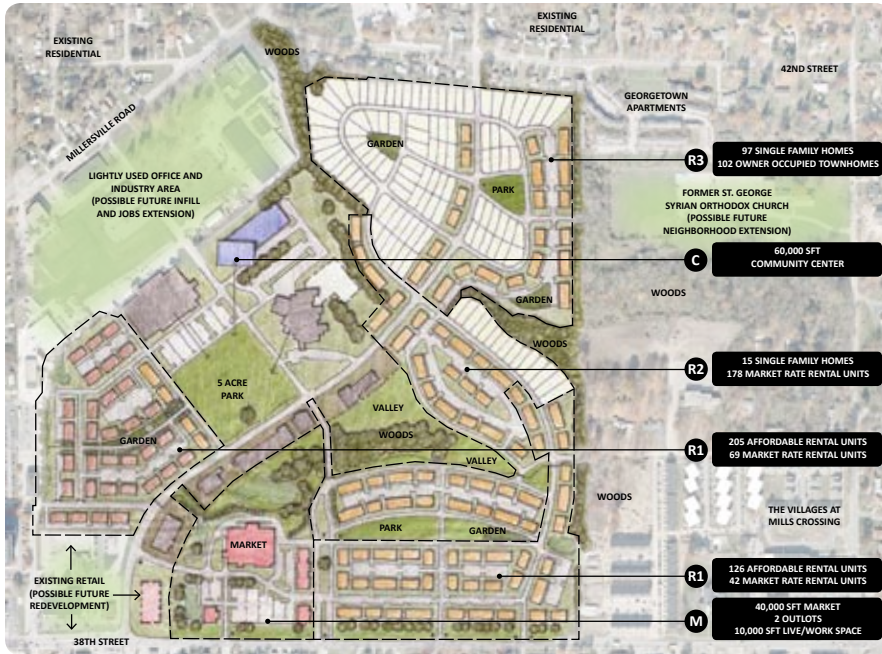 EXISTING
RESIDENTIAL
WOODS
EXISTING
RESIDENTIAL
42ND STREET
MILLERSVILLE ROAD
GEORGETOWN
APARTMENTS
GARDEN
R3
97 SINGLE FAMILY HOMES
102 OWNER OCCUPIED TOWNHOMES
LIGHTLY USED OFFICE AND
INDUSTRY AREA
(POSSIBLE FUTURE INFILL
AND JOBS EXTENSION)
PARK
FORMER ST. GEORGE
SYRIAN ORTHODOX CHURCH
(POSSIBLE FUTURE
NEIGHBORHOOD EXTENSION)
C
60,000 SFT
COMMUNITY CENTER
GARDEN
WOODS
WOODS
R2
15 SINGLE FAMILY HOMES
178 MARKET RATE RENTAL UNITS
5 ACRE
PARK
VALLEY
WOODS
GARDEN
R1
205 AFFORDABLE RENTAL UNITS
69 MARKET RATE RENTAL UNITS
VALLEY
WOODS
THE VILLAGES AT
MILLS CROSSING
PARK
GARDEN
MARKET
R1
126 AFFORDABLE RENTAL UNITS
42 MARKET RATE RENTAL UNITS
EXISTING RETAIL
(POSSIBLE FUTURE
REDEVELOPMENT)
M
40,000 SFT MARKET
2 OUTLOTS
10,000 SFT LIVE/WORK SPACE
38TH STREET